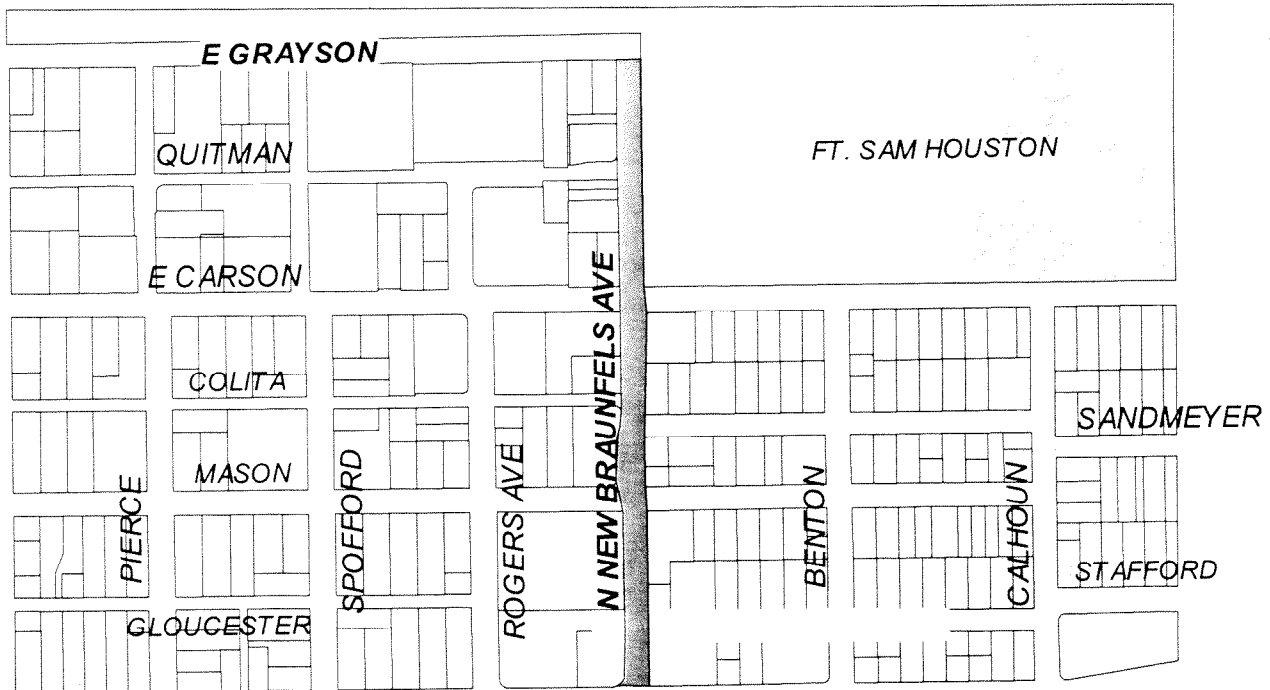 E GRAYSON
QUITMAN
FT. SAM HOUSTON
E CARSON
N NEW BRAUNFELS AVE
COLITA
SANDMEYER
MASON
SPOFFORD
ROGERS AVE
PIERCE
BENTON
CALHOUN
STAFFORD
GLOUCESTER